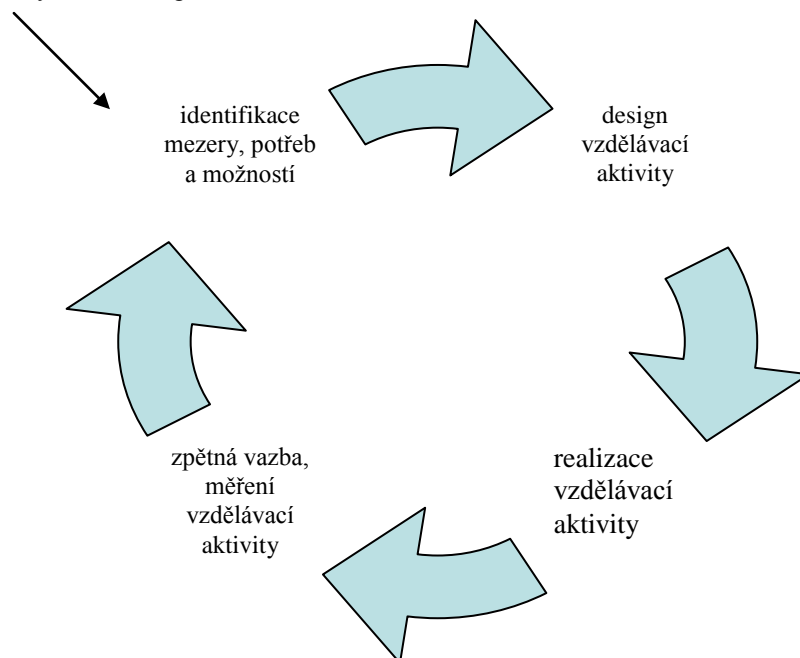 identifikace
mezery, potřeb
a možností
design
vzdělávací
aktivity
zpětná vazba,
měření
vzdělávací
aktivity
realizace
vzdělávací
aktivity